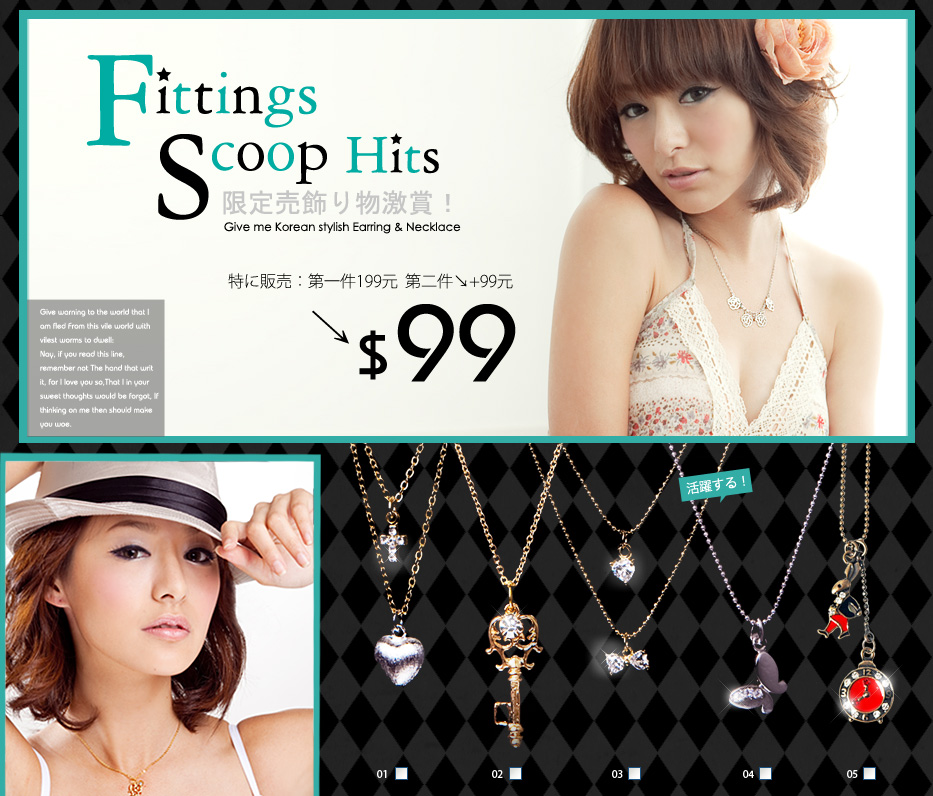 Fittings
Scoop Hits
限定売飾り物激賞！
Give me Korean stylish Earring & Necklace
特に販売：第一件199元 第二件↘+99元
$99
Give warning to the world that I
am fled From this vile world with
vilest worms to dwell:
Nay, if you read this line,
remember not The hand that writ
it, for I love you so,That I in your
sweet thoughts would be forgot, If
thinking on me then should make
you woe.
活躍する！
01
02
03
04
05